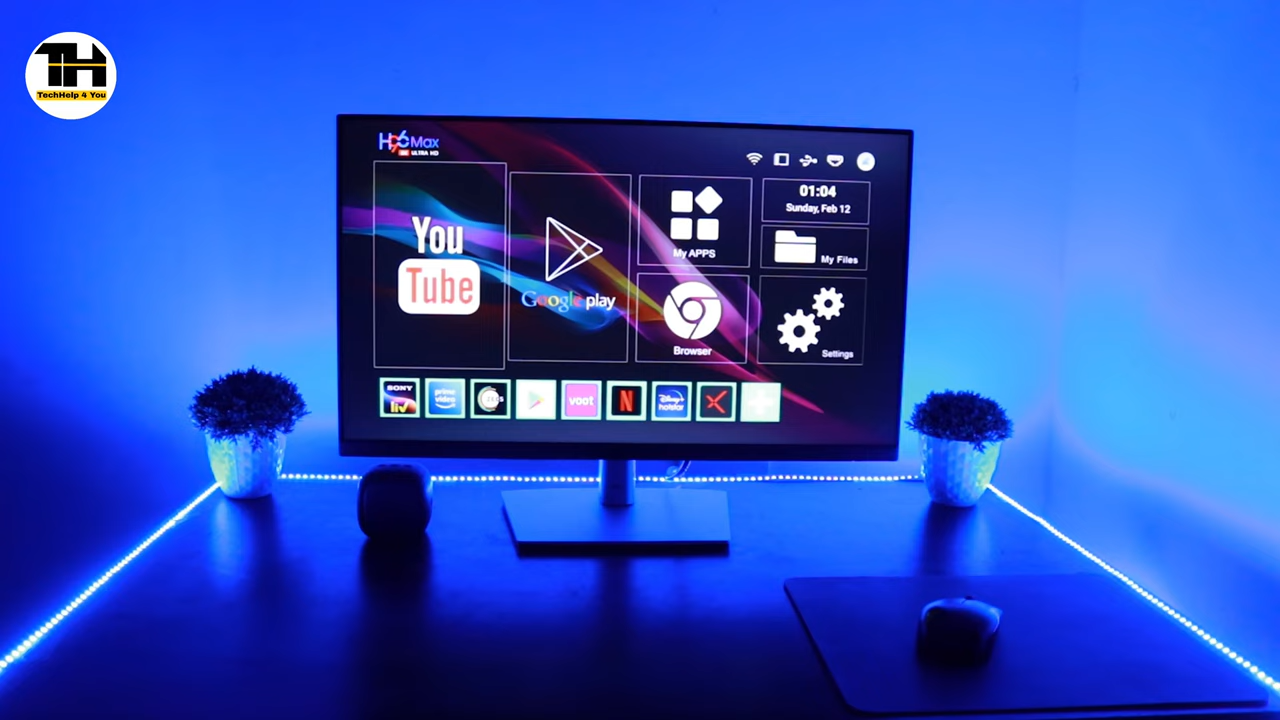 TH
TechHelp 4 You
H96 Max
ULTRA HD
01:04
Sunday, Feb 12
You
Tube
Google play
My APPS
My Files
Browser
Settings
SONY
liv
prime
video
voot
N
Disney+
hotstar